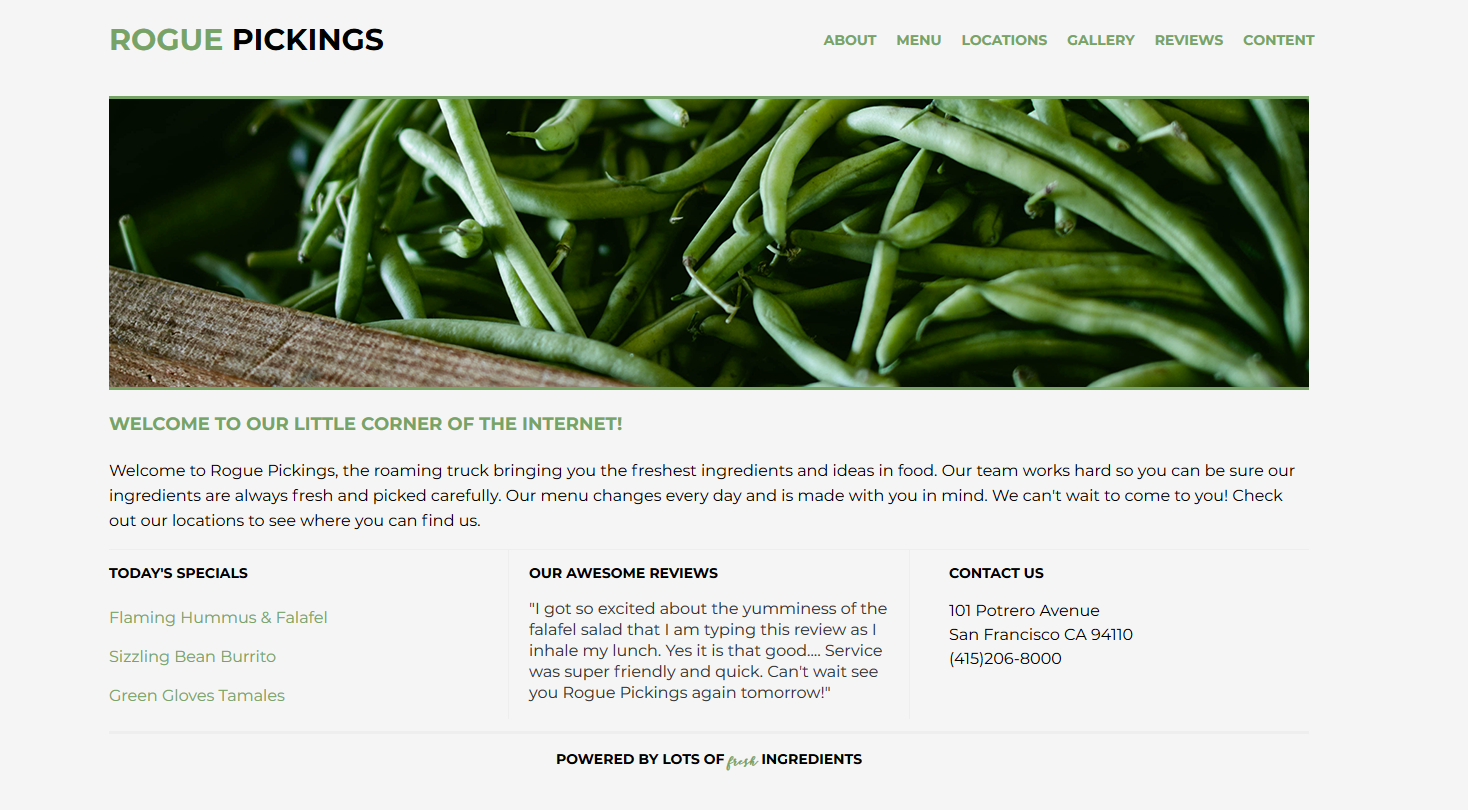 ROGUE PICKINGS
ABOUT MENU LOCATIONS GALLERY REVIEWS CONTENT
WELCOME TO OUR LITTLE CORNER OF THE INTERNET!
Welcome to Rogue Pickings, the roaming truck bringing you the freshest ingredients and ideas in food. Our team works hard so you can be sure our
ingredients are always fresh and picked carefully. Our menu changes every day and is made with you in mind. We can't wait to come to you! Check
out our locations to see where you can find us.
TODAY'S SPECIALS
Flaming Hummus & Falafel
Sizzling Bean Burrito
Green Gloves Tamales
OUR AWESOME REVIEWS
"I got so excited about the yumminess of the
falafel salad that I am typing this review as I
inhale my lunch. Yes it is that good.... Service
was super friendly and quick. Can't wait see
you Rogue Pickings again tomorrow!"
CONTACT US
101 Potrero Avenue
San Francisco CA 94110
(415)206-8000
POWERED BY LOTS OF fresh INGREDIENTS